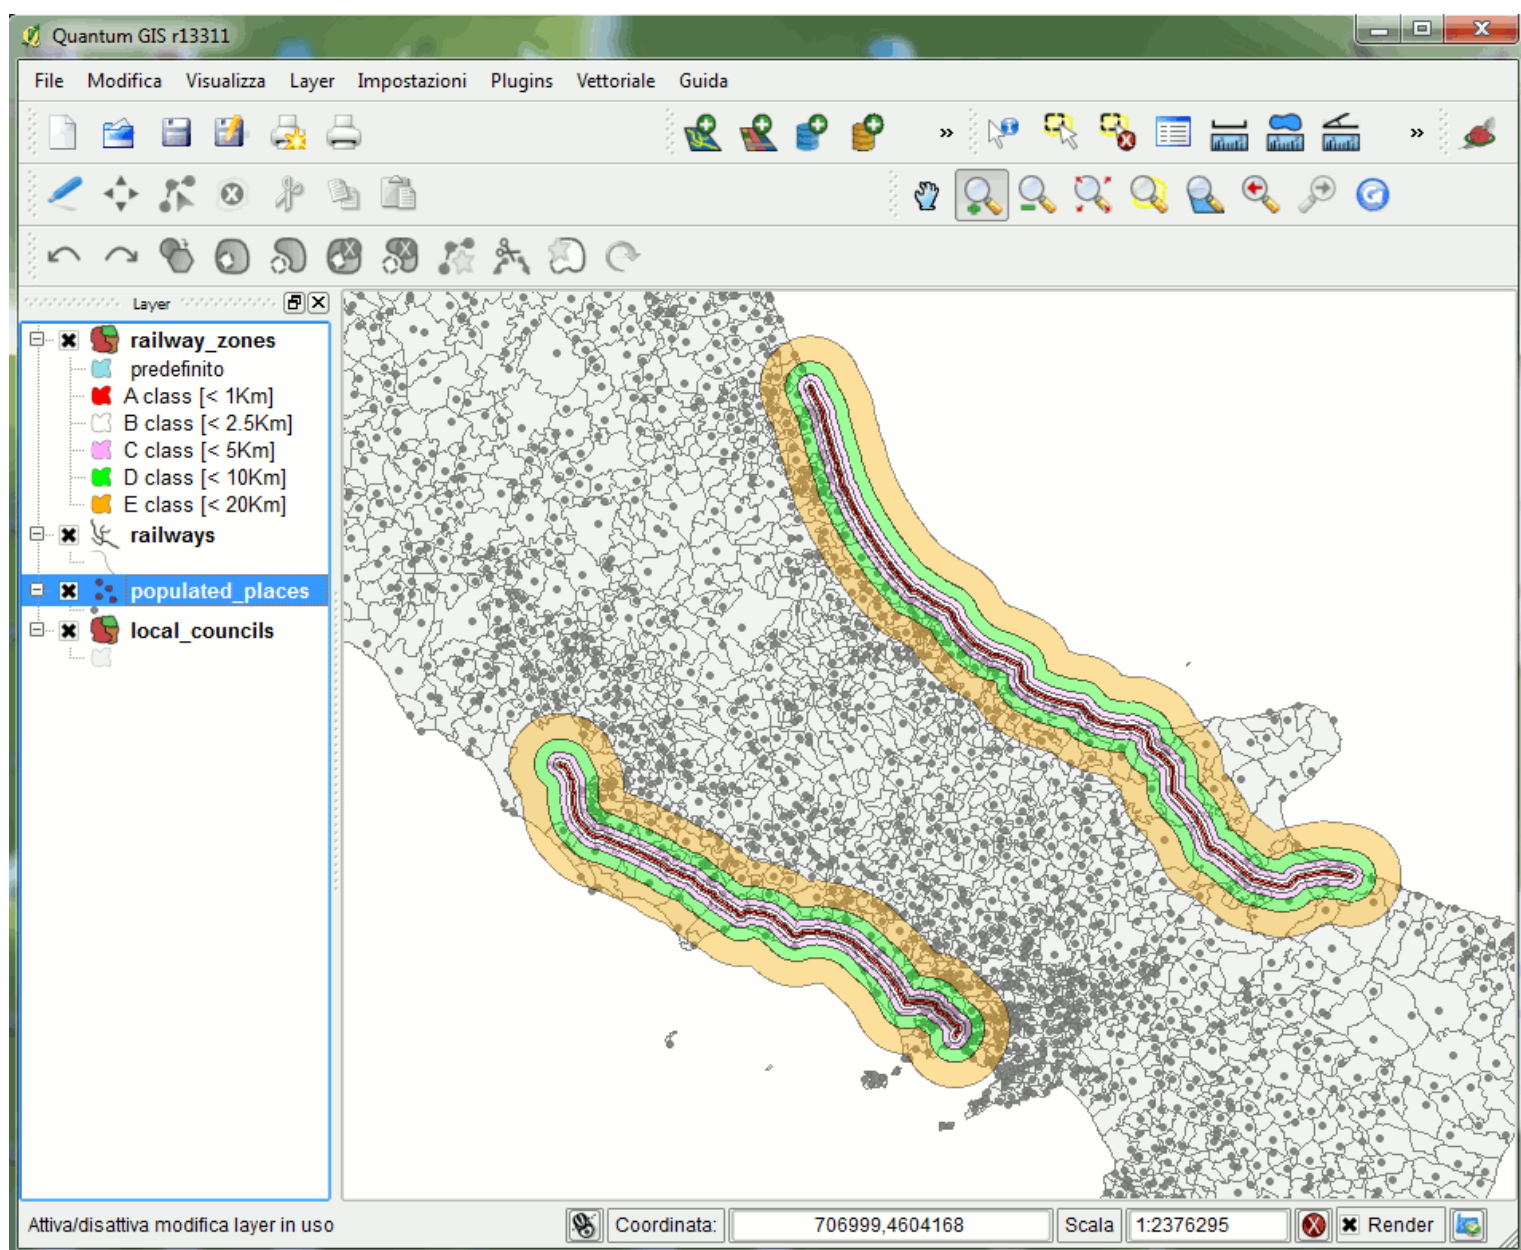 Quantum GIS r13311
File Modifica Visualizza Layer Impostazioni Plugins Vettoriale Guida
»
»
Layer
railway_zones
predefinito
A class [< 1Km]
B class [< 2.5Km]
C class [< 5Km]
D class [< 10Km]
E class [< 20Km]
railways
populated_places
local_councils
Attiva/disattiva modifica layer in uso
Coordinata:
706999,4604168
Scala
1:2376295
Render